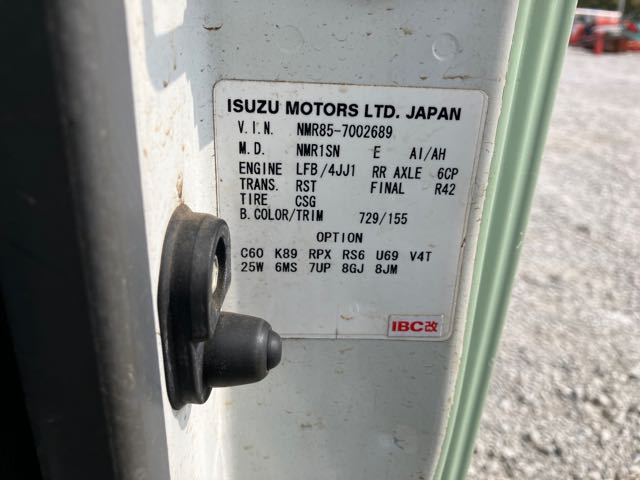 ISUZU MOTORS LTD. JAPAN
V.I.N. NMR85-7002689
M.D. NMR1SN E AI/AH
ENGINE LFB/4JJ1 RR AXLE 6CP
TRANS. RST FINAL R42
TIRE CSG
B.COLOR/TRIM 729/155
OPTION
C60 K89 RPX RS6 U69 V4T
25W 6MS 7UP 8GJ 8JM
IBC改